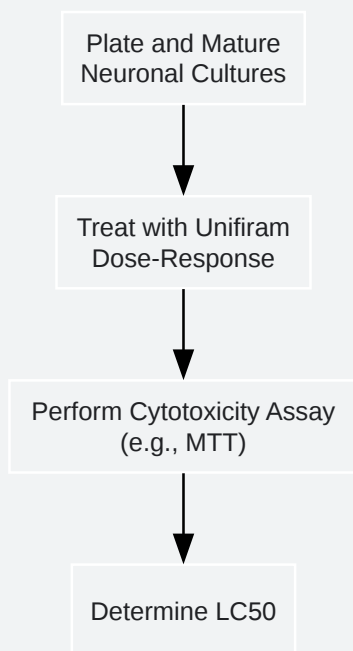 Plate and Mature
Neuronal Cultures
Treat with Unifiram
Dose-Response
Perform Cytotoxicity Assay
(e.g., MTT)
Determine LC50